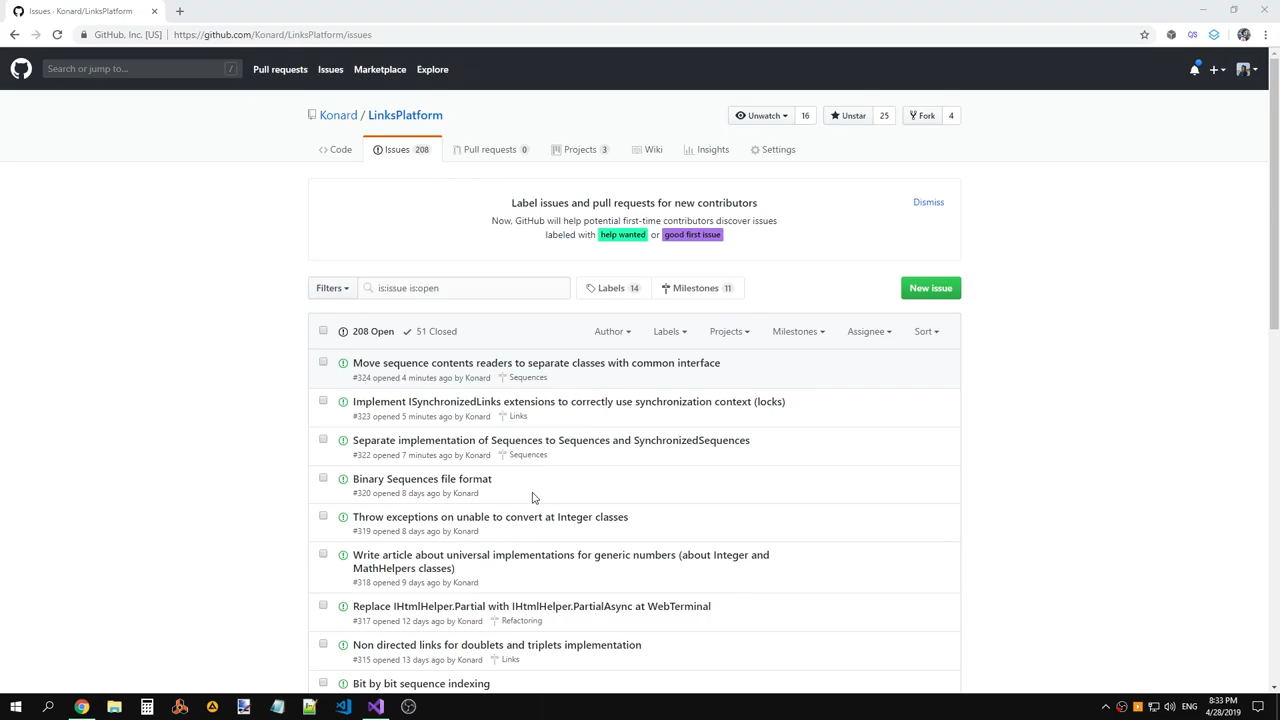 Issues · Konard/LinksPlatform
GitHub, Inc. [US] | https://github.com/Konard/LinksPlatform/issues
Search or jump to... /
Pull requests Issues Marketplace Explore
Konard / LinksPlatform
Unwatch 16 Unstar 25 Fork 4
Code Issues 208 Pull requests 0 Projects 3 Wiki Insights Settings
Label issues and pull requests for new contributors
Dismiss
Now, GitHub will help potential first-time contributors discover issues
labeled with help wanted or good first issue
Filters is:issue is:open Labels 14 Milestones 11 New issue
208 Open 51 Closed Author Labels Projects Milestones Assignee Sort
Move sequence contents readers to separate classes with common interface
#324 opened 4 minutes ago by Konard Sequences
Implement ISynchronizedLinks extensions to correctly use synchronization context (locks)
#323 opened 5 minutes ago by Konard Links
Separate implementation of Sequences to Sequences and SynchronizedSequences
#322 opened 7 minutes ago by Konard Sequences
Binary Sequences file format
#320 opened 8 days ago by Konard
Throw exceptions on unable to convert at Integer classes
#319 opened 8 days ago by Konard
Write article about universal implementations for generic numbers (about Integer and
MathHelpers classes)
#318 opened 9 days ago by Konard
Replace IHtmlHelper.Partial with IHtmlHelper.PartialAsync at WebTerminal
#317 opened 12 days ago by Konard Refactoring
Non directed links for doublets and triplets implementation
#315 opened 13 days ago by Konard Links
Bit by bit sequence indexing
ENG
8:33 PM
4/28/2019